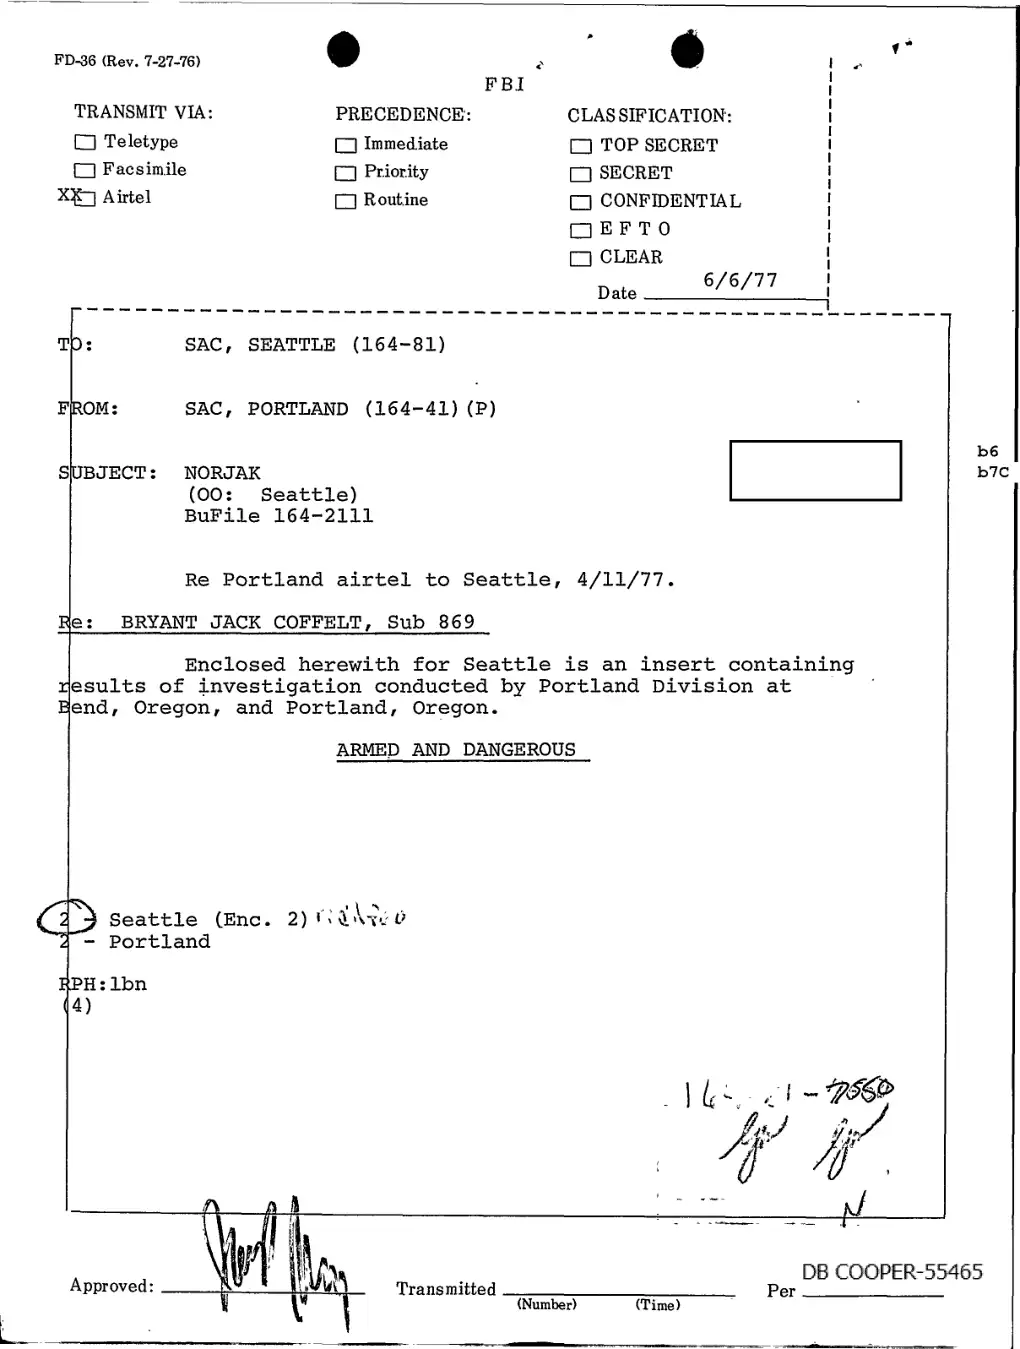 FD-36 (Rev. 7-27-76)
FBI
TRANSMIT VIA:
Teletype
Facsimile
XX Airtel
PRECEDENCE:
Immediate
Priority
Routine
CLASSIFICATION:
TOP SECRET
SECRET
CONFIDENTIAL
E F T O
CLEAR
Date 6/6/77
TO: SAC, SEATTLE (164-81)
FROM: SAC, PORTLAND (164-41)(P)
b6
b7C
SUBJECT: NORJAK
(OO: Seattle)
BuFile 164-2111
Re Portland airtel to Seattle, 4/11/77.
Re: BRYANT JACK COFFELT, Sub 869
Enclosed herewith for Seattle is an insert containing
results of investigation conducted by Portland Division at
Bend, Oregon, and Portland, Oregon.
ARMED AND DANGEROUS
2 - Seattle (Enc. 2)
2 - Portland
RPH:lbn
(4)
N
DB COOPER-55465
Approved: Transmitted Per
(Number) (Time)